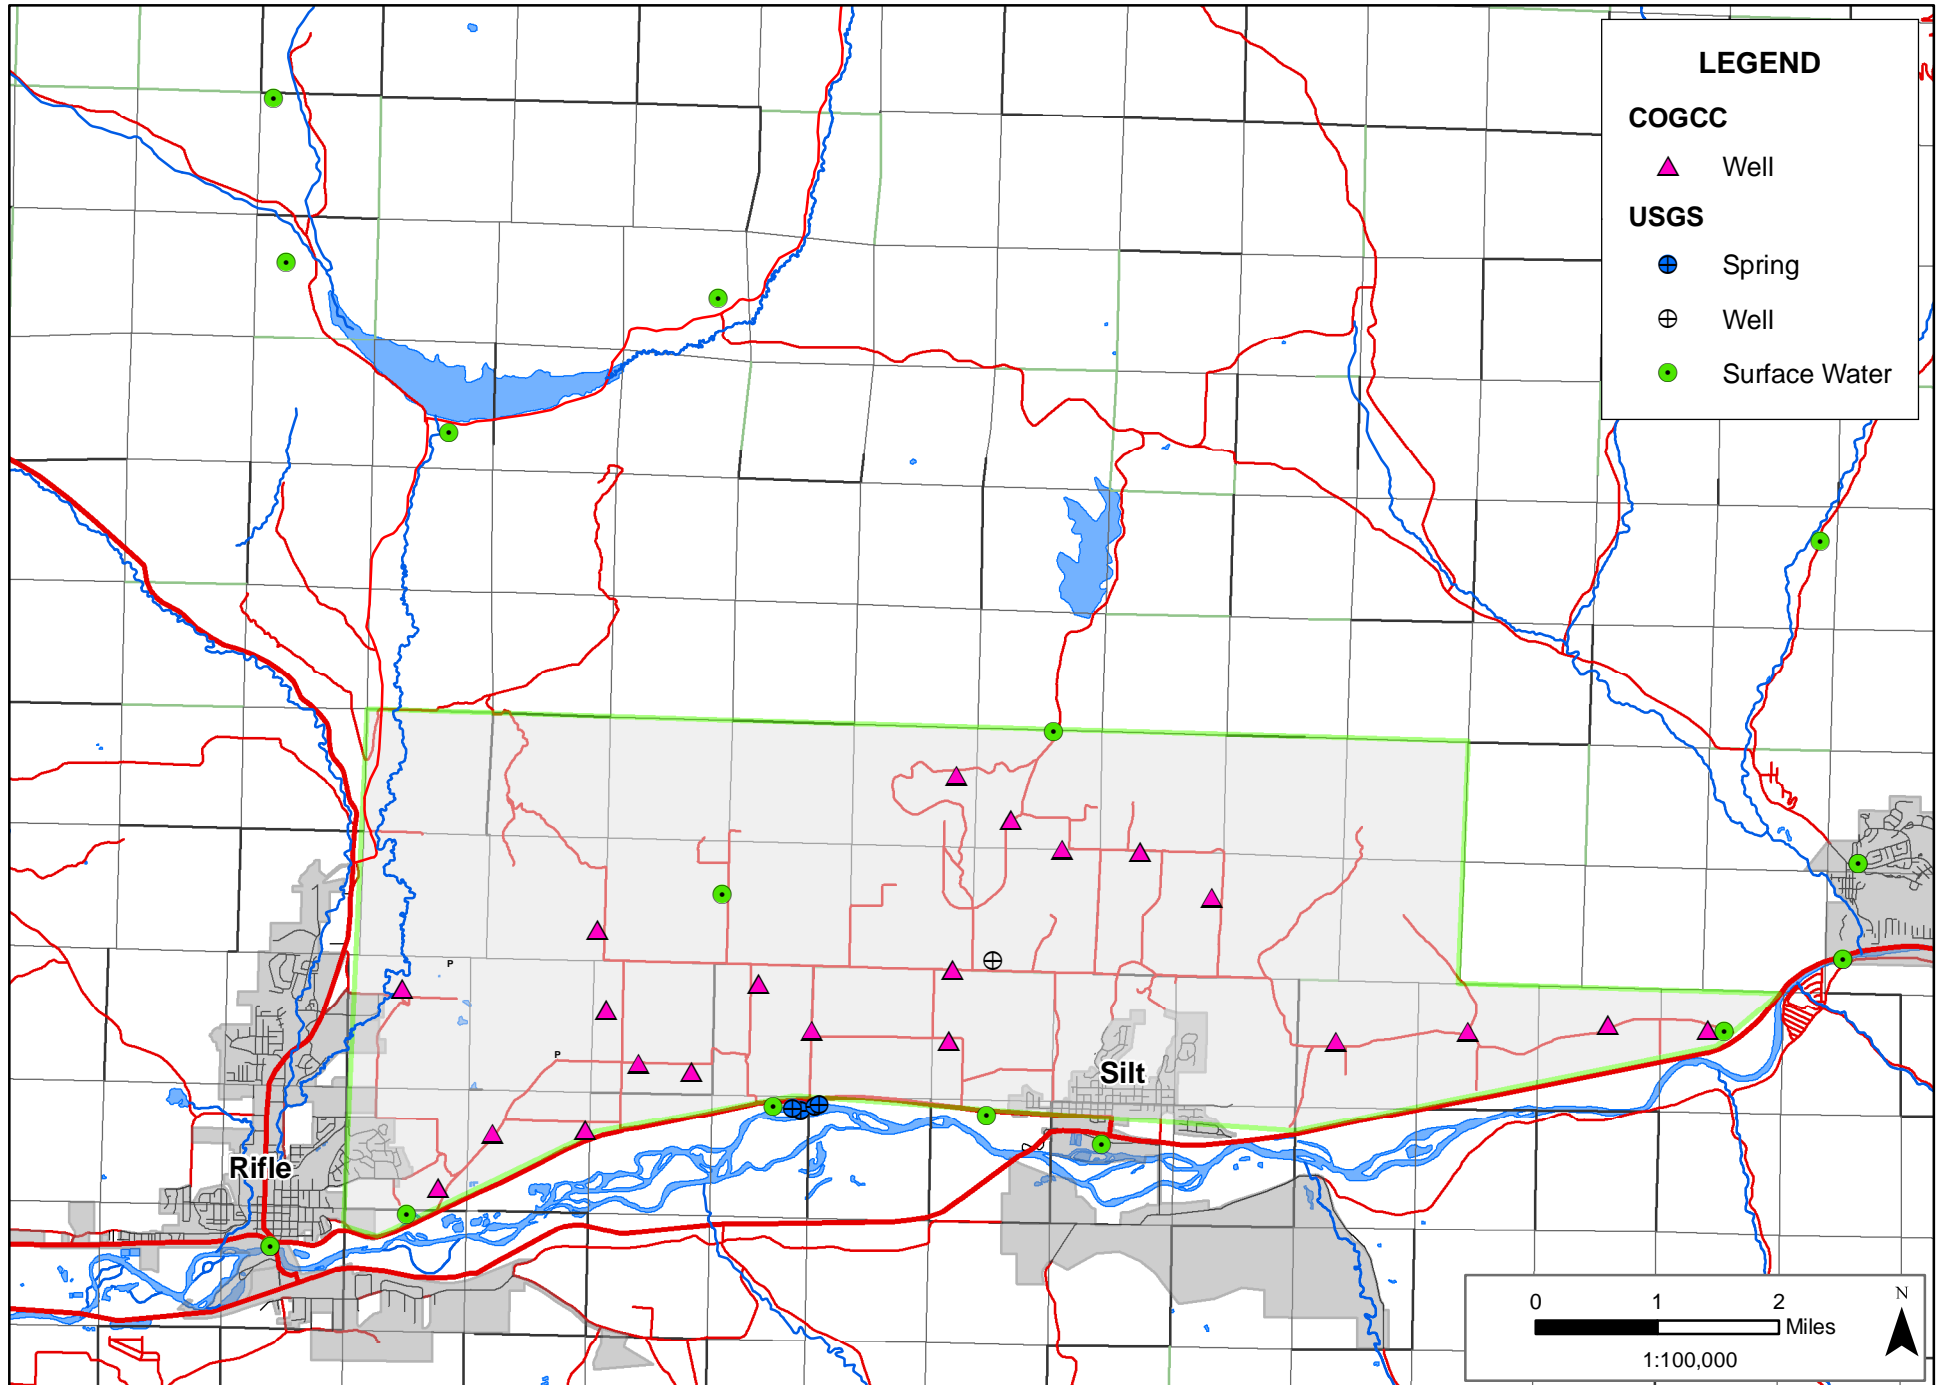 LEGEND
COGCC
Well
USGS
Spring
Well
Surface Water
P
P
Silt
Rifle
0 1 2
Miles
1:100,000
N